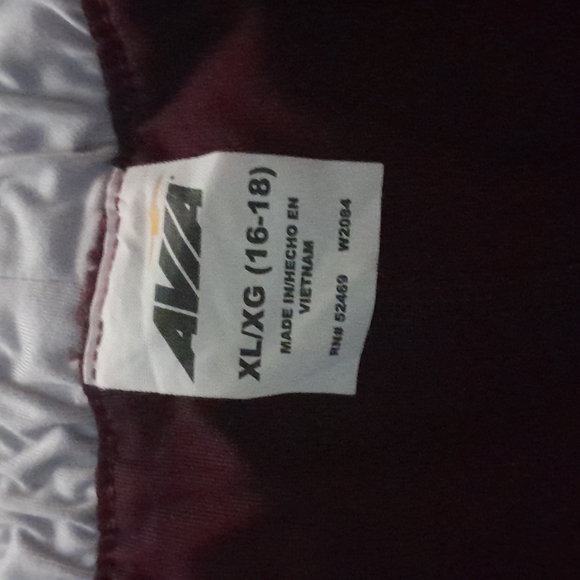 AVIA
XL/XG (16-18)
MADE IN/HECHO EN
VIETNAM
RN# 52469 W2084